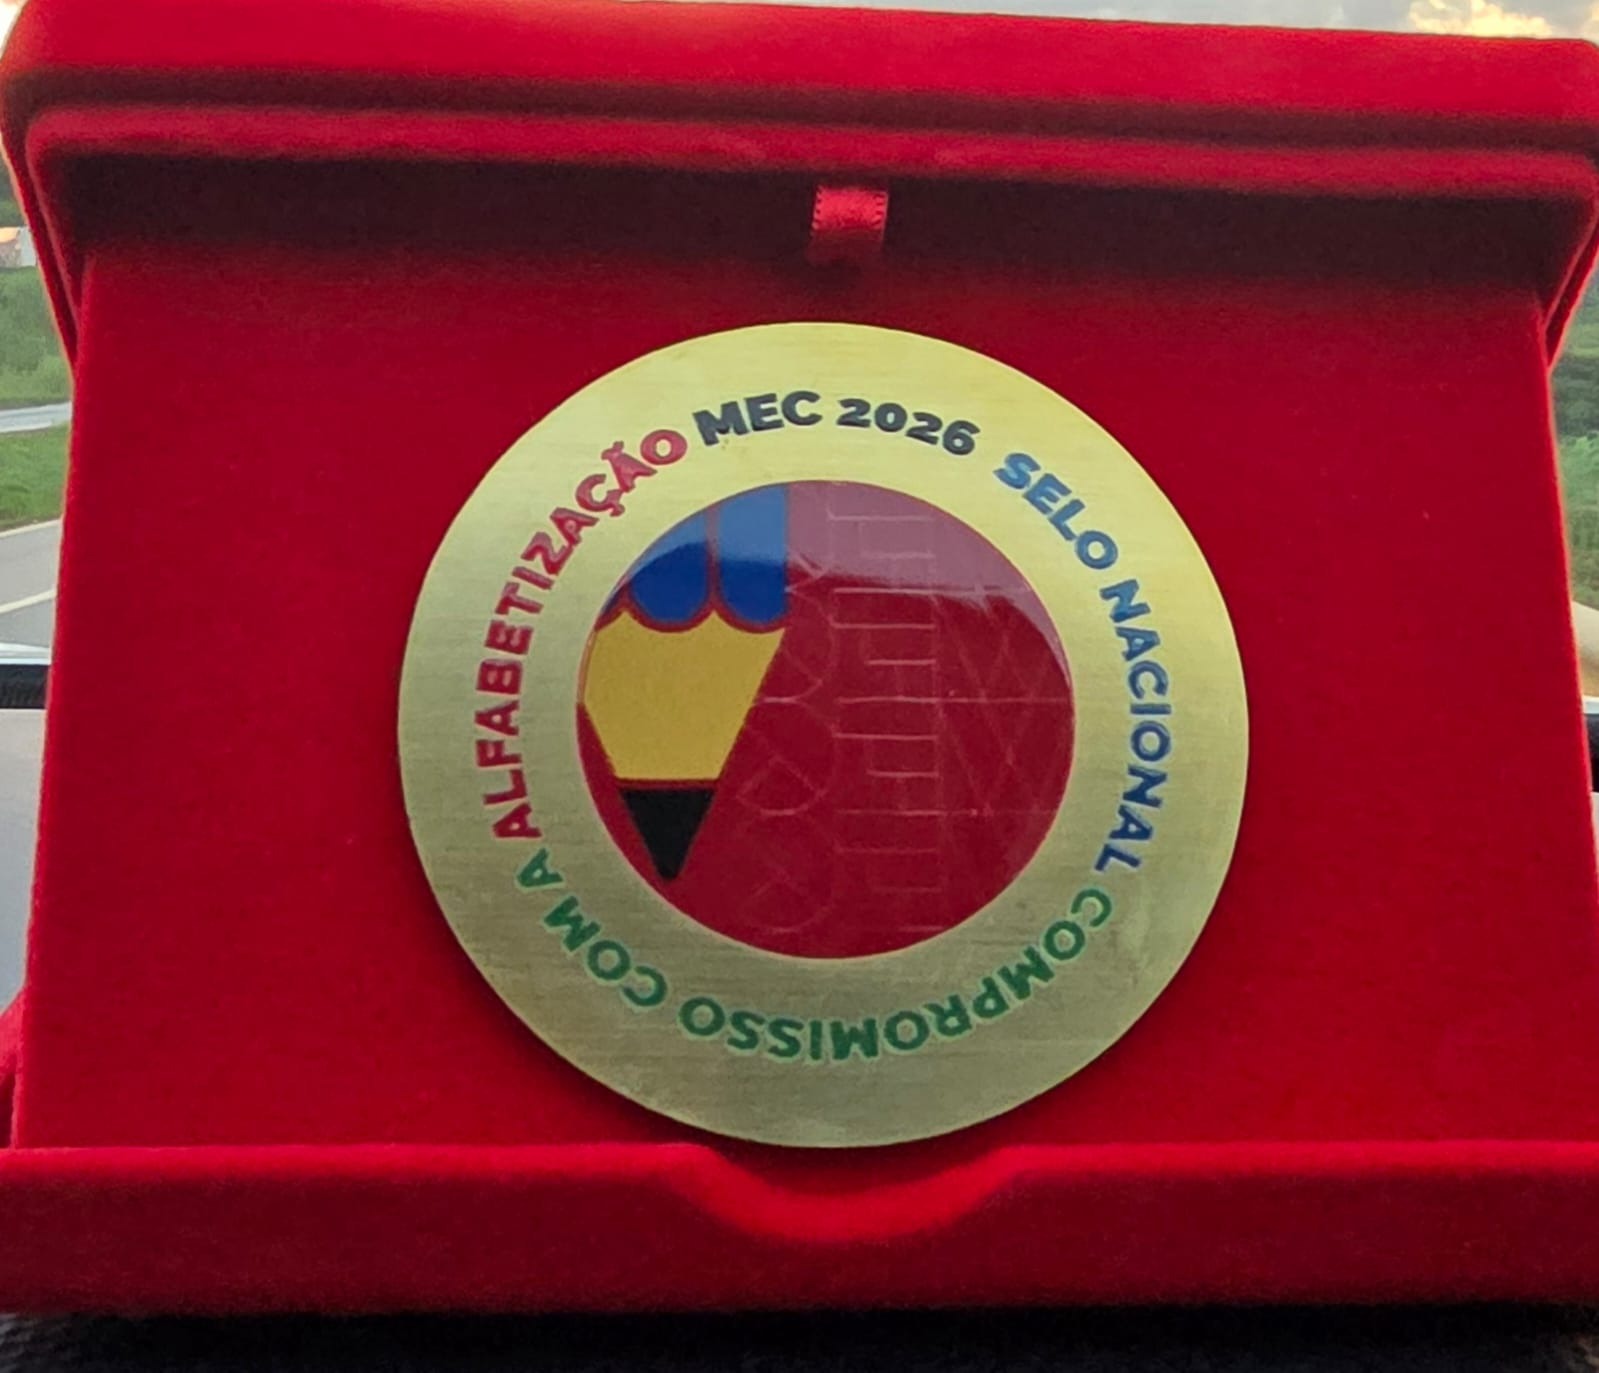 MEC 2026
SELO NACIONAL COMPROMISSO COM A ALFABETIZAÇÃO